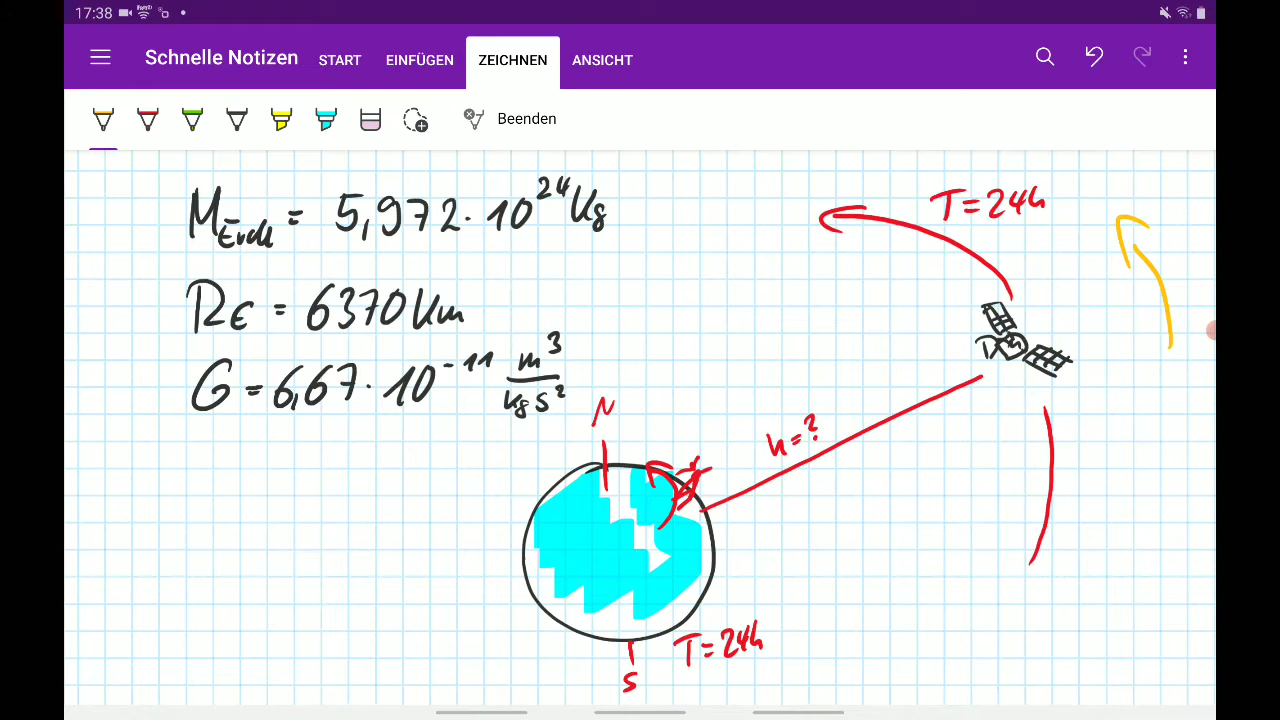 17:38
Schnelle Notizen START EINFÜGEN ZEICHNEN ANSICHT
Beenden
M_Erde = 5,972 · 10^24 kg
R_E = 6370 km
G = 6,67 · 10^-11 m^3 / kg s^2
T = 24h
h = ?
N
T = 24h
S